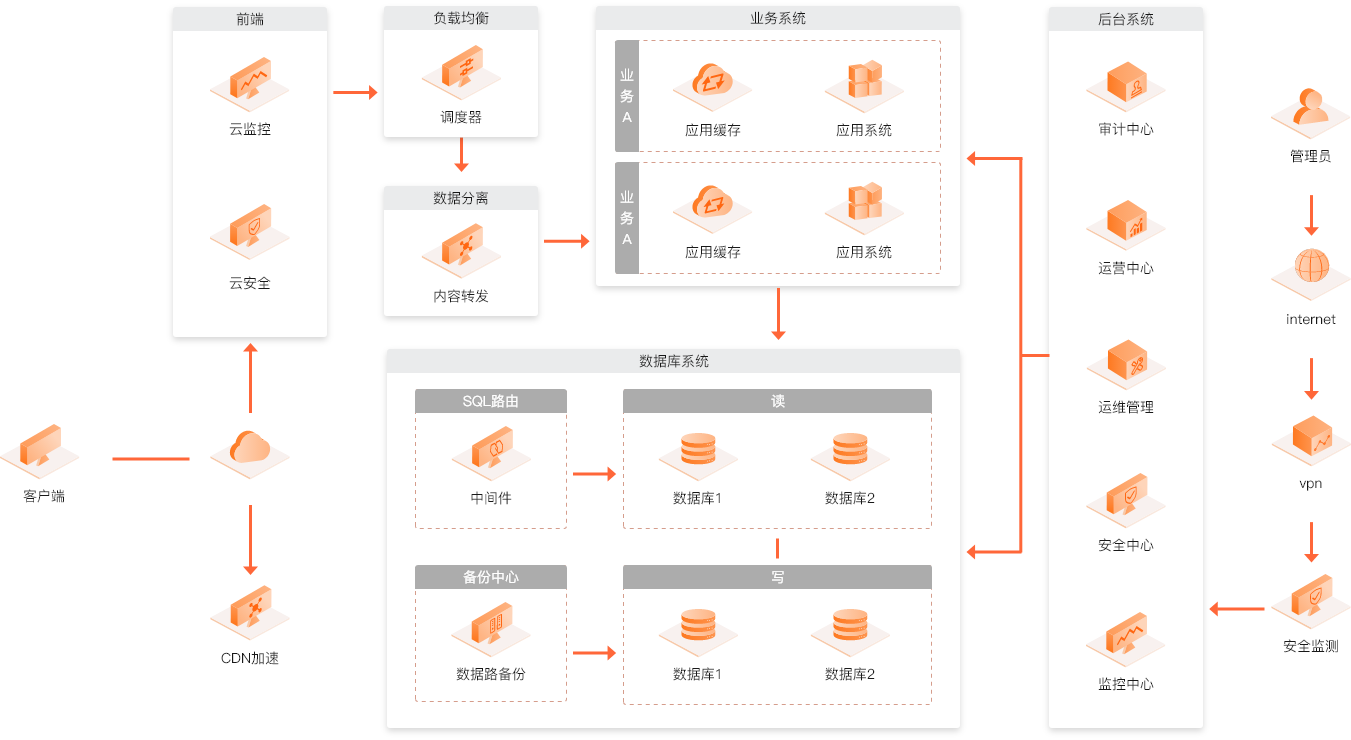 前端
云监控
云安全
负载均衡
调度器
数据分离
内容转发
业务系统
业务A
应用缓存
应用系统
业务A
应用缓存
应用系统
数据库系统
SQL路由
中间件
读
数据库1
数据库2
备份中心
数据路备份
写
数据库1
数据库2
客户端
CDN加速
后台系统
审计中心
运营中心
运维管理
安全中心
监控中心
管理员
internet
vpn
安全监测